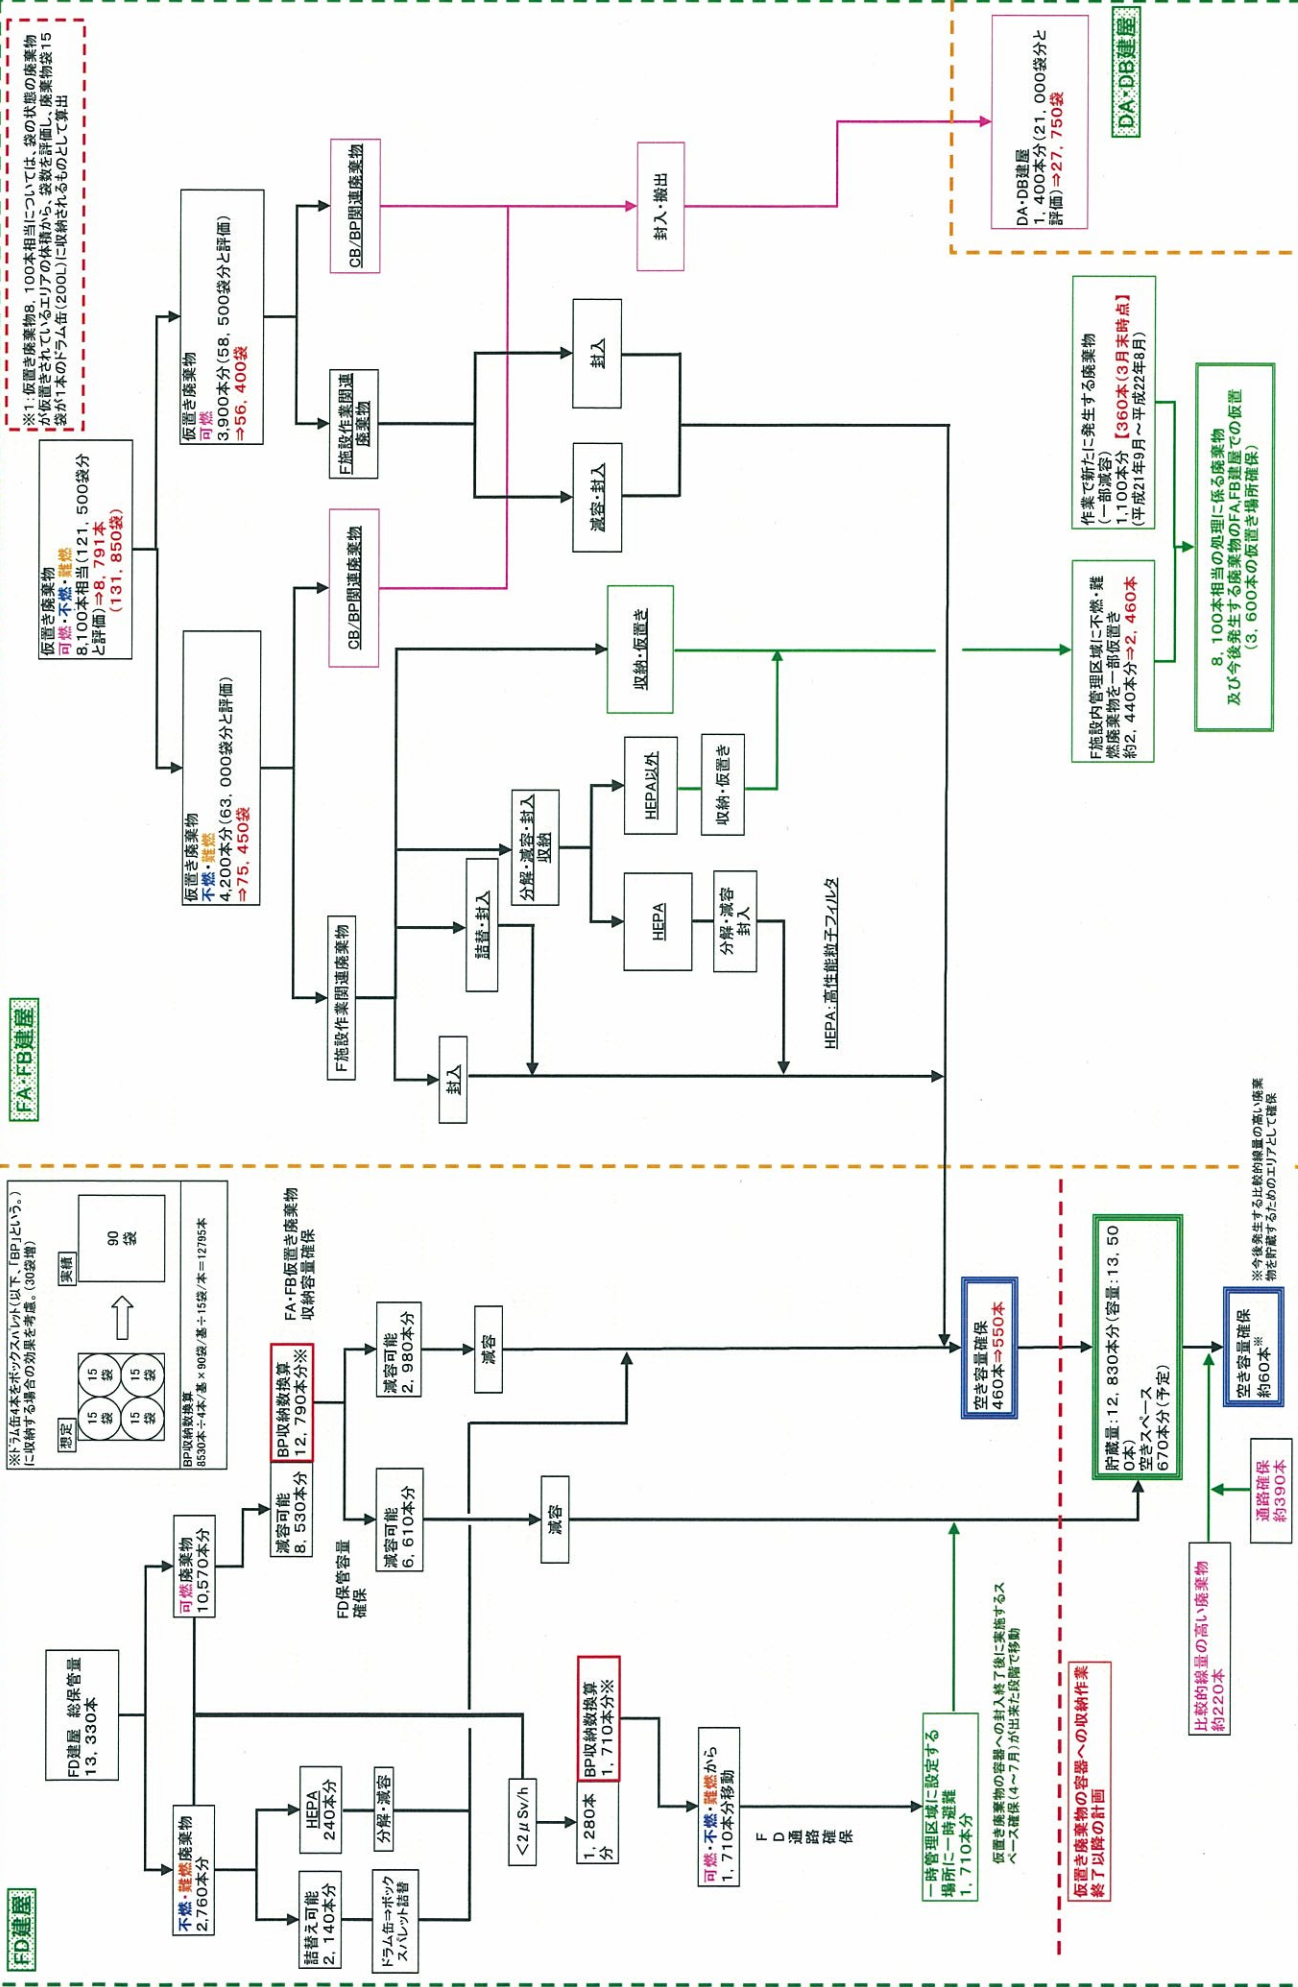 FD建屋
FD建屋 総保管量
13,330本
不燃・難燃廃棄物
2,760本分
可燃廃棄物
10,570本分
詰替え可能
2,140本分
ドラム缶⇒ボック
スパレット詰替
HEPA
240本分
分解・減容
<2μSv/h
1,280本
分
BP収納数換算
1,710本分※
可燃・不燃・難燃から
1,710本分移動
FD通路確保
一時管理区域に設定する
場所に一時避難
1,710本分
仮置き廃棄物の容器への封入終了後に実施するス
ペース確保(4~7月)が出来た段階で移動
減容可能
8,530本分
BP収納数換算
12,790本分※
FD保管容量
確保
FA・FB仮置き廃棄物
収納容量確保
減容可能
6,610本分
減容
減容可能
2,980本分
減容
※ドラム缶4本をボックスパレット(以下、「BP」という。)
に収納する場合の効果を考慮。(30袋増)
想定
15
袋
15
袋
15
袋
15
袋
実績
90
袋
BP収納数換算
8530本÷4本/基×90袋/基÷15袋/本=12795本
空き容量確保
460本⇒550本
仮置き廃棄物の容器への収納作業
終了以降の計画
貯蔵量:12,830本分(容量:13,50
0本)
空きスペース
670本分(予定)
比較的線量の高い廃棄物
約220本
通路確保
約390本
空き容量確保
約60本※
※今後発生する比較的線量の高い廃棄
物を貯蔵するためのエリアとして確保
FA・FB建屋
※1:仮置き廃棄物8,100本相当については、袋の状態の廃棄物
が仮置きされているエリアの体積から、袋数を評価し、廃棄物袋15
袋が1本のドラム缶(200L)に収納されるものとして算出
仮置き廃棄物
可燃・不燃・難燃
8,100本相当(121,500袋分
と評価)⇒8,791本
(131,850袋)
仮置き廃棄物
不燃・難燃
4,200本分(63,000袋分と評価)
⇒75,450袋
仮置き廃棄物
可燃
3,900本分(58,500袋分と評価)
⇒56,400袋
F施設作業関連廃棄物
CB/BP関連廃棄物
F施設作業関連
廃棄物
CB/BP関連廃棄物
封入
詰替・封入
分解・減容・封入
収納
収納・仮置き
HEPA
HEPA以外
分解・減容
封入
収納・仮置き
減容・封入
封入
封入・搬出
HEPA:高性能粒子フィルタ
F施設内管理区域に不燃・難
燃廃棄物を一部仮置き
約2,440本分⇒2,460本
作業で新たに発生する廃棄物
(一部減容)
1,100本分【360本(3月末時点】
(平成21年9月~平成22年8月)
8,100本相当の処理に係る廃棄物
及び今後発生する廃棄物のFA,FB建屋での仮置
(3,600本の仮置き場所確保)
DA・DB建屋
1,400本分(21,000袋分と
評価)⇒27,750袋
DA・DB建屋